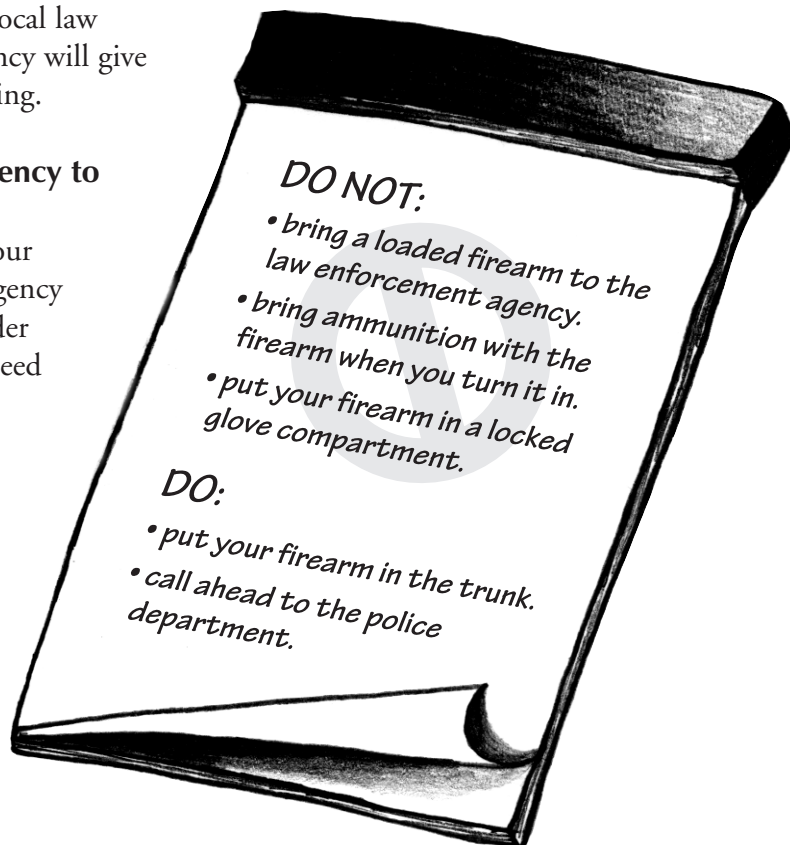 ocal law
ncy will give
ing.
ency to
our
gency
der
eed
DO NOT:
• bring a loaded firearm to the
law enforcement agency.
• bring ammunition with the
firearm when you turn it in.
• put your firearm in a locked
glove compartment.
DO:
• put your firearm in the trunk.
• call ahead to the police
department.